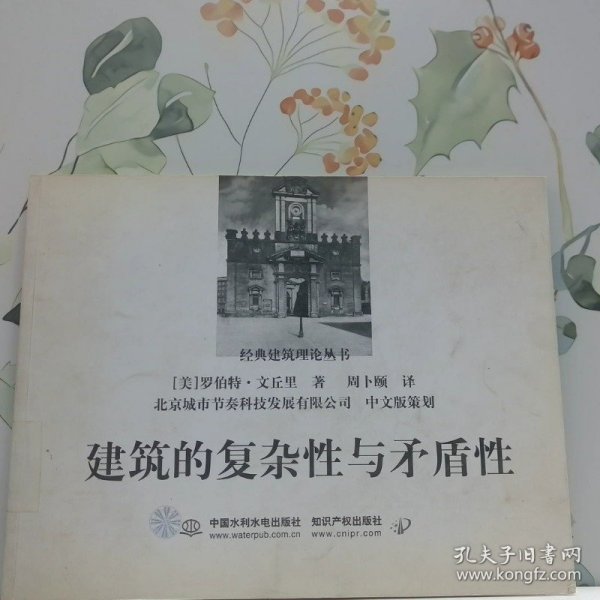 经典建筑理论丛书
[美]罗伯特·文丘里 著 周卜颐 译
北京城市节奏科技发展有限公司 中文版策划
建筑的复杂性与矛盾性
中国水利水电出版社 知识产权出版社
www.waterpub.com.cn www.cnipr.com
孔夫子旧书网
www.kongfz.com